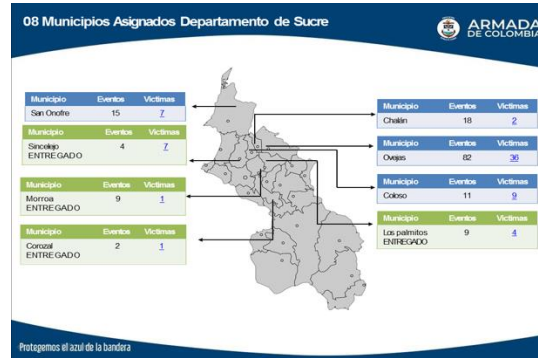 08 Municipios Asignados Departamento de Sucre
ARMADA
DE COLOMBIA
Municipio Eventos Victimas
San Onofre 15 7
Municipio Eventos Victimas
Sincelejo 4 7
ENTREGADO
Municipio Eventos Victimas
Morroa 9 1
ENTREGADO
Municipio Eventos Victimas
Corozal 2 1
ENTREGADO
Municipio Eventos Victimas
Chalán 18 2
Municipio Eventos Victimas
Ovejas 82 36
Municipio Eventos Victimas
Coloso 11 9
Municipio Eventos Victimas
Los palmitos 9 4
ENTREGADO
Protegemos el azul de la bandera